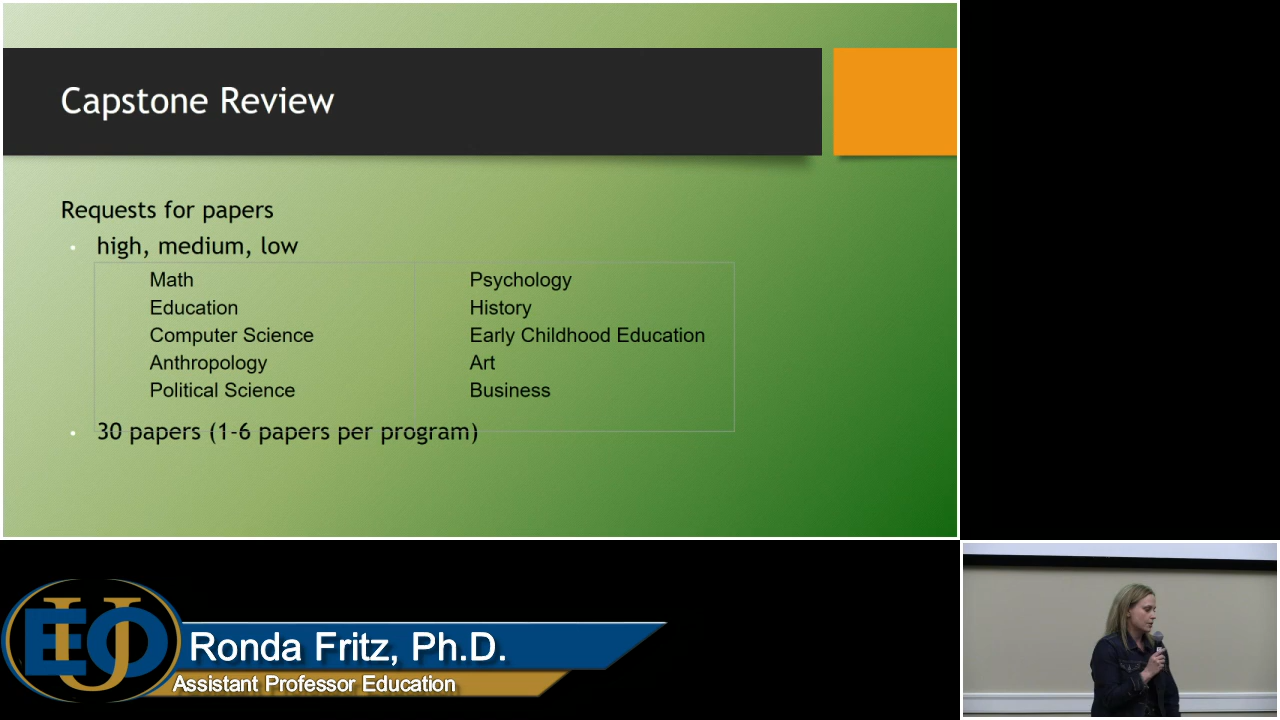 Capstone Review
Requests for papers
• high, medium, low
Math
Education
Computer Science
Anthropology
Political Science
Psychology
History
Early Childhood Education
Art
Business
• 30 papers (1-6 papers per program)
EOU
Ronda Fritz, Ph.D.
Assistant Professor Education